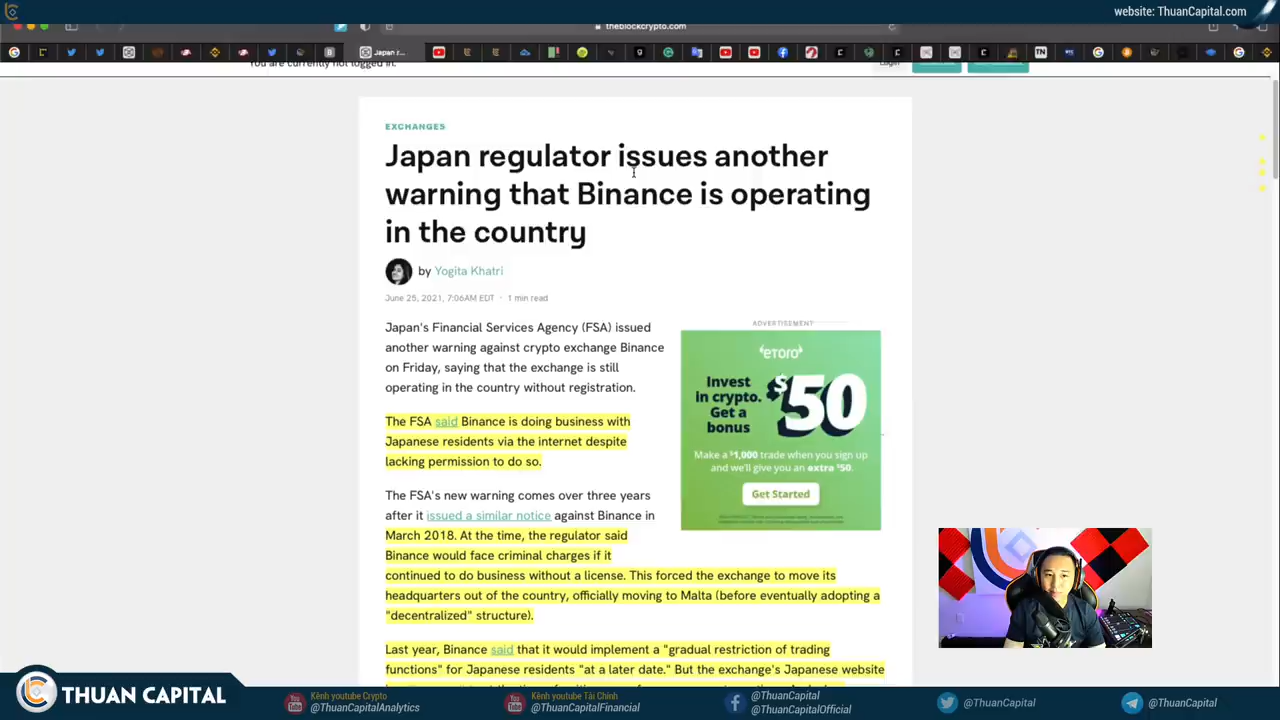 website: ThuanCapital.com
theblockcrypto.com
Japan r...
You are currently not logged in.
Login
EXCHANGES
Japan regulator issues another
warning that Binance is operating
in the country
by Yogita Khatri
June 25, 2021, 7:06AM EDT · 1 min read
Japan's Financial Services Agency (FSA) issued
another warning against crypto exchange Binance
on Friday, saying that the exchange is still
operating in the country without registration.
The FSA said Binance is doing business with
Japanese residents via the internet despite
lacking permission to do so.
The FSA's new warning comes over three years
after it issued a similar notice against Binance in
March 2018. At the time, the regulator said
Binance would face criminal charges if it
continued to do business without a license. This forced the exchange to move its
headquarters out of the country, officially moving to Malta (before eventually adopting a
"decentralized" structure).
Last year, Binance said that it would implement a "gradual restriction of trading
functions" for Japanese residents "at a later date." But the exchange's Japanese website
ADVERTISEMENT
eToro
Invest
in crypto.
Get a
bonus
$50
Make a $1,000 trade when you sign up
and we'll give you an extra $50.
Get Started
THUAN CAPITAL
Kênh youtube Crypto
@ThuanCapitalAnalytics
Kênh youtube Tài Chính
@ThuanCapitalFinancial
@ThuanCapital
@ThuanCapitalOfficial
@ThuanCapital
@ThuanCapital